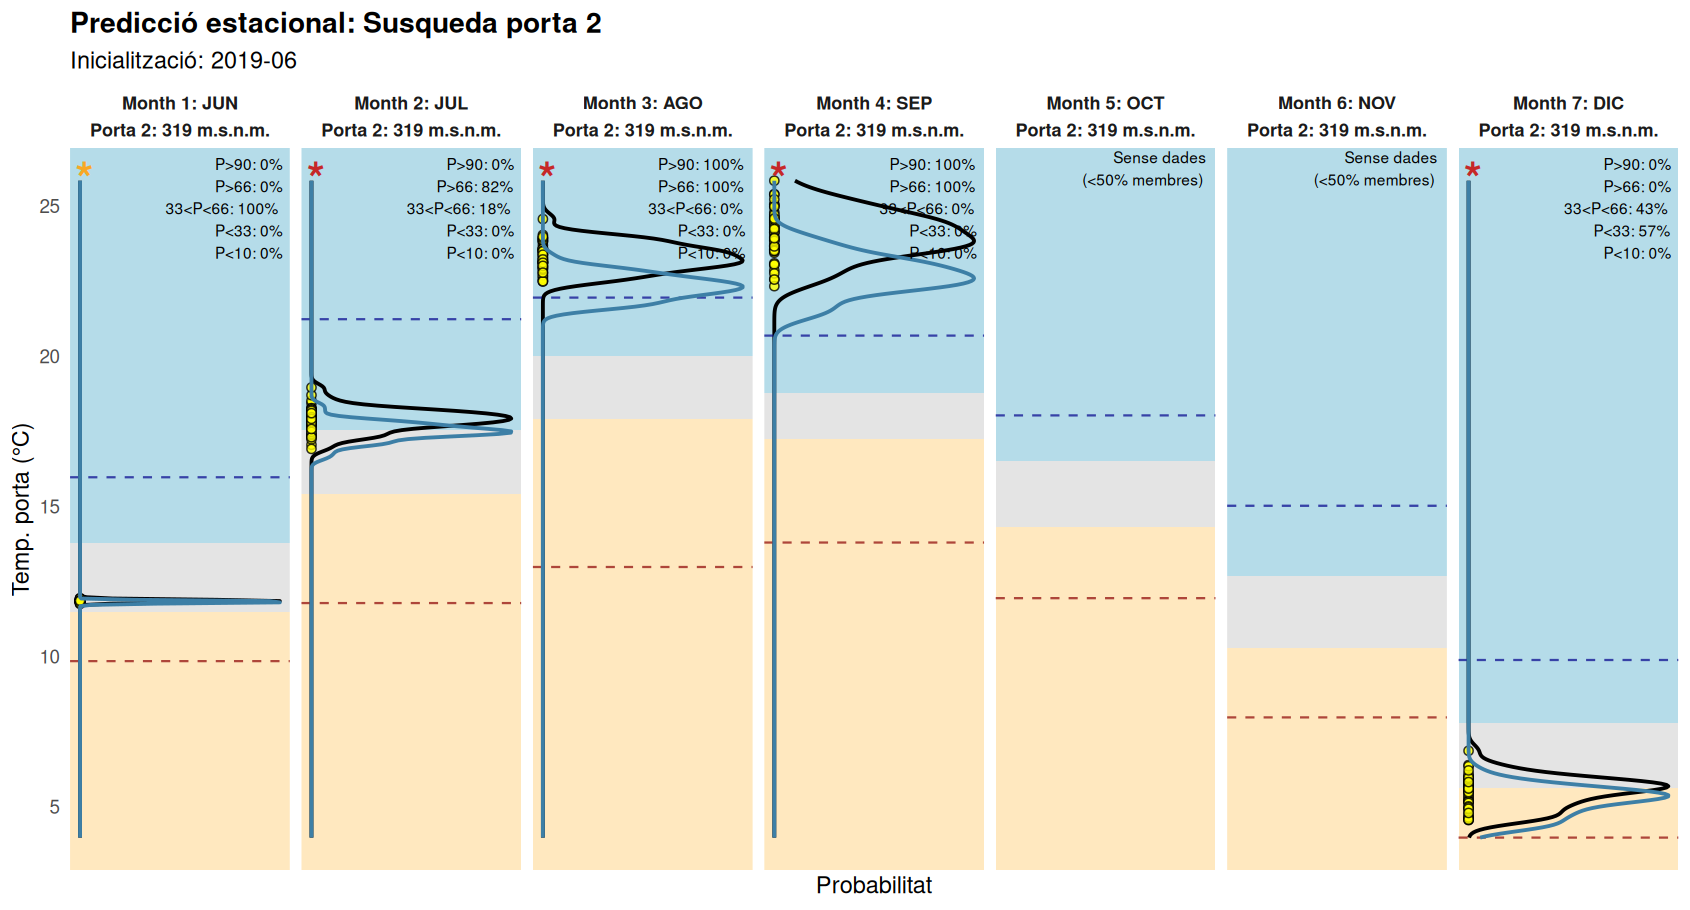 Predicció estacional: Susqueda porta 2
Inicialització: 2019-06
Month 1: JUN
Porta 2: 319 m.s.n.m.
Month 2: JUL
Porta 2: 319 m.s.n.m.
Month 3: AGO
Porta 2: 319 m.s.n.m.
Month 4: SEP
Porta 2: 319 m.s.n.m.
Month 5: OCT
Porta 2: 319 m.s.n.m.
Month 6: NOV
Porta 2: 319 m.s.n.m.
Month 7: DIC
Porta 2: 319 m.s.n.m.
*
P>90: 0%
P>66: 0%
33<P<66: 100%
P<33: 0%
P<10: 0%
*
P>90: 0%
P>66: 82%
33<P<66: 18%
P<33: 0%
P<10: 0%
*
P>90: 100%
P>66: 100%
33<P<66: 0%
P<33: 0%
P<10: 0%
*
P>90: 100%
P>66: 100%
33<P<66: 0%
P<33: 0%
P<10: 0%
Sense dades
(<50% membres)
Sense dades
(<50% membres)
*
P>90: 0%
P>66: 0%
33<P<66: 43%
P<33: 57%
P<10: 0%
25
20
15
10
5
Temp. porta (°C)
Probabilitat